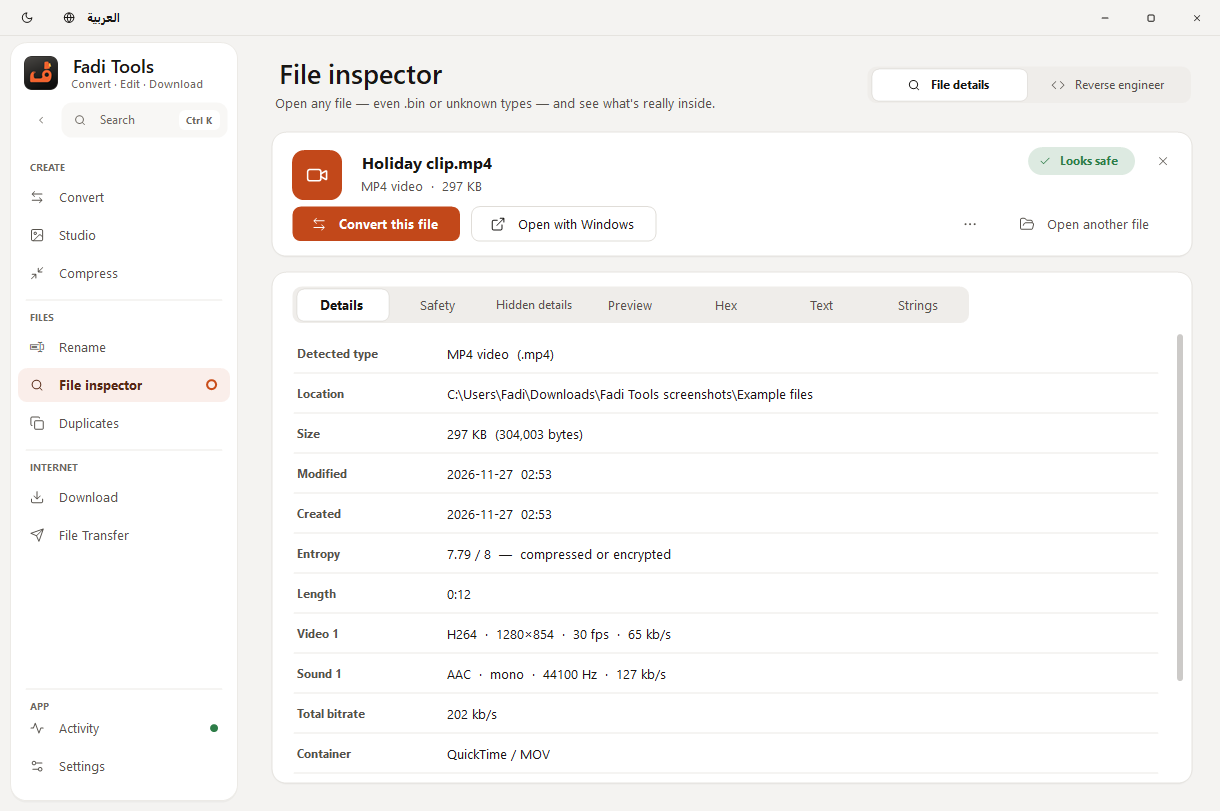 العربية
Fadi Tools
Convert · Edit · Download
Search Ctrl K
CREATE
Convert
Studio
Compress
FILES
Rename
File inspector
Duplicates
INTERNET
Download
File Transfer
APP
Activity
Settings
File inspector
Open any file — even .bin or unknown types — and see what's really inside.
File details
Reverse engineer
Holiday clip.mp4
MP4 video · 297 KB
Looks safe
Convert this file
Open with Windows
Open another file
Details Safety Hidden details Preview Hex Text Strings
Detected type MP4 video (.mp4)
Location C:\Users\Fadi\Downloads\Fadi Tools screenshots\Example files
Size 297 KB (304,003 bytes)
Modified 2026-11-27 02:53
Created 2026-11-27 02:53
Entropy 7.79 / 8 — compressed or encrypted
Length 0:12
Video 1 H264 · 1280×854 · 30 fps · 65 kb/s
Sound 1 AAC · mono · 44100 Hz · 127 kb/s
Total bitrate 202 kb/s
Container QuickTime / MOV